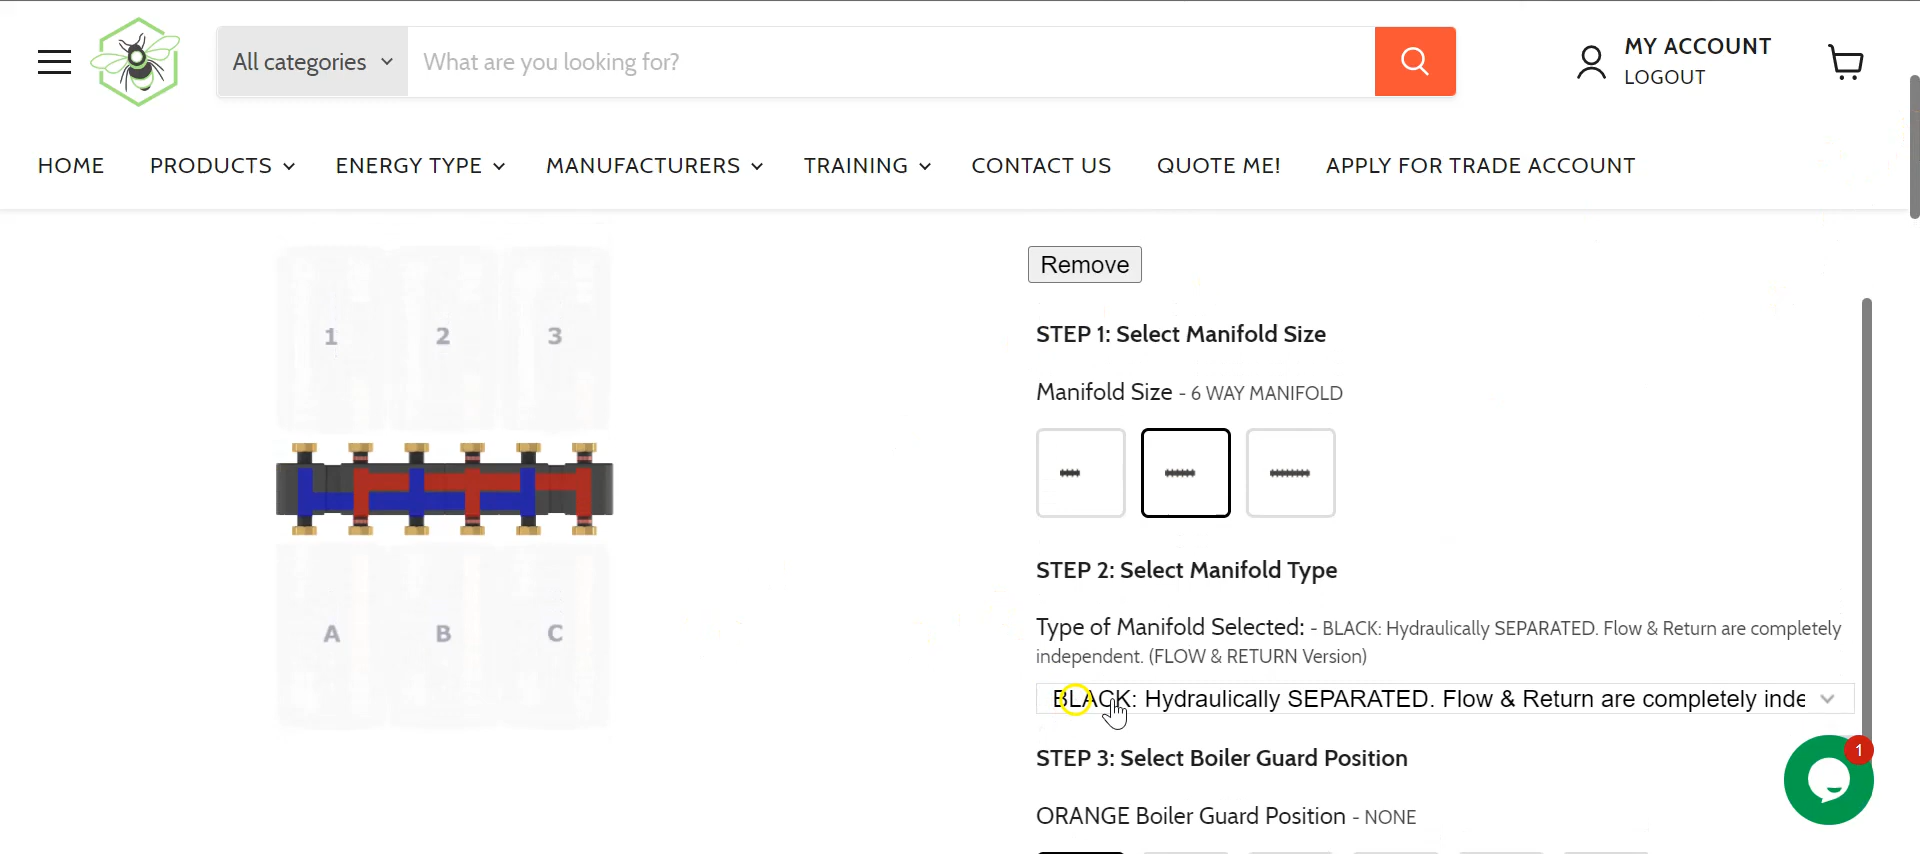 All categories
What are you looking for?
MY ACCOUNT
LOGOUT
HOME
PRODUCTS
ENERGY TYPE
MANUFACTURERS
TRAINING
CONTACT US
QUOTE ME!
APPLY FOR TRADE ACCOUNT
1
2
3
A
B
C
Remove
STEP 1: Select Manifold Size
Manifold Size - 6 WAY MANIFOLD
STEP 2: Select Manifold Type
Type of Manifold Selected: - BLACK: Hydraulically SEPARATED. Flow & Return are completely
independent. (FLOW & RETURN Version)
BLACK: Hydraulically SEPARATED. Flow & Return are completely inde
STEP 3: Select Boiler Guard Position
1
ORANGE Boiler Guard Position - NONE